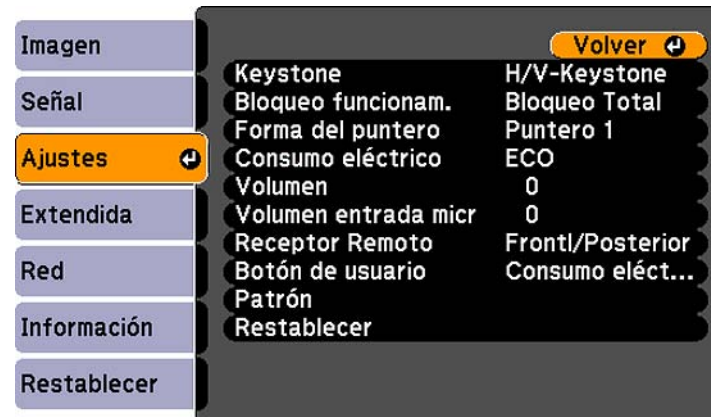 Imagen
Señal
Ajustes
Extendida
Red
Información
Restablecer
Volver
Keystone H/V-Keystone
Bloqueo funcionam. Bloqueo Total
Forma del puntero Puntero 1
Consumo eléctrico ECO
Volumen 0
Volumen entrada micr 0
Receptor Remoto Frontl/Posterior
Botón de usuario Consumo eléct...
Patrón
Restablecer